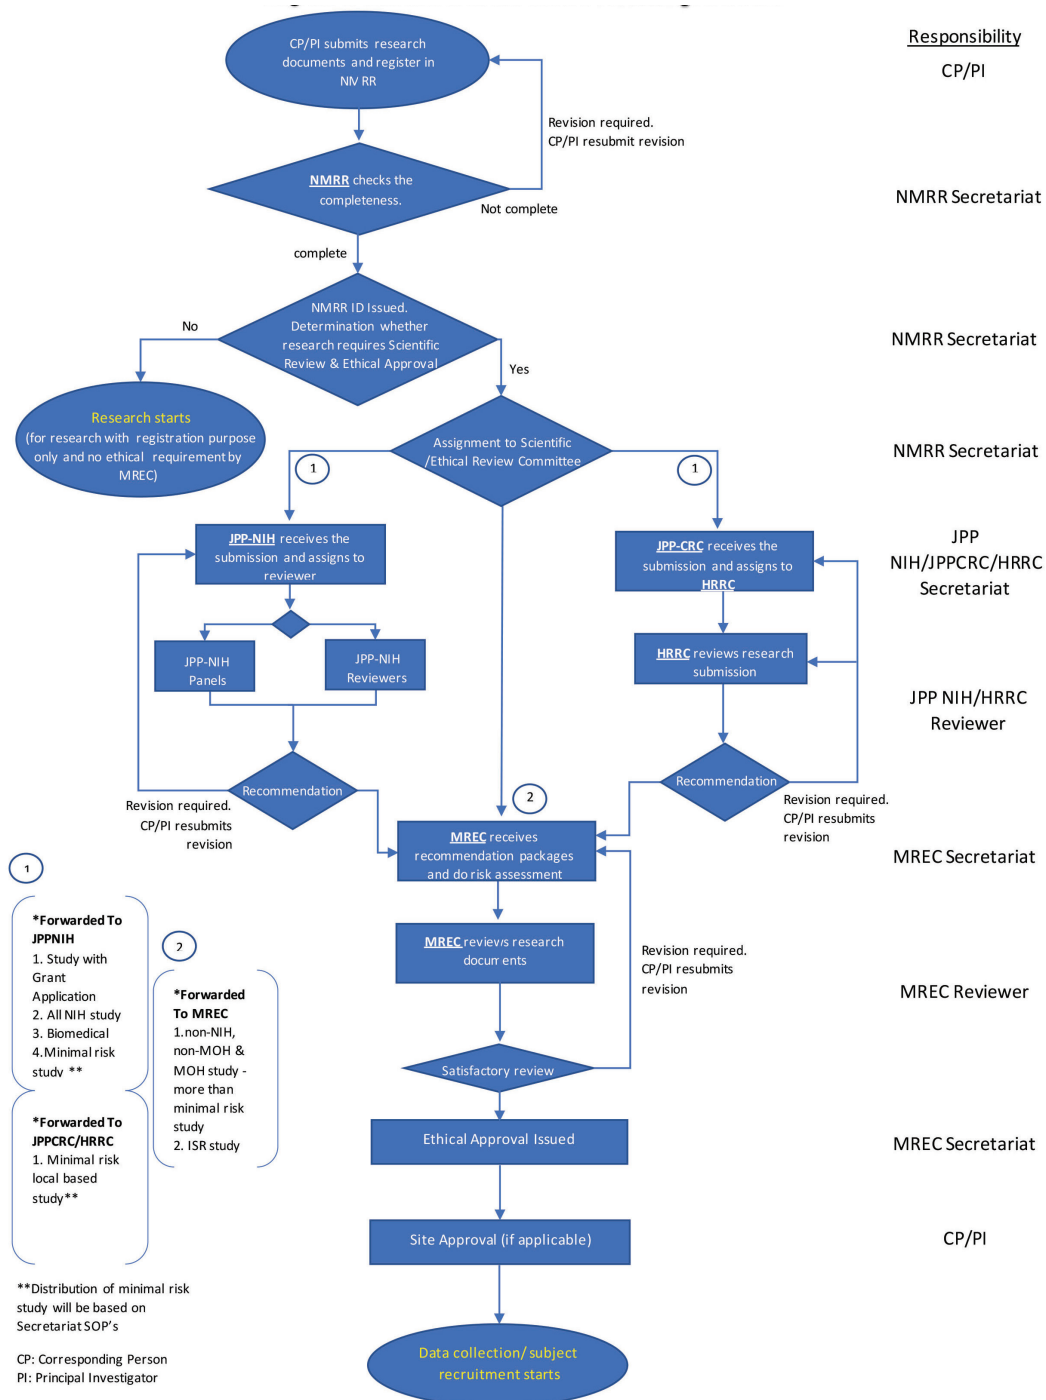 Responsibility
CP/PI submits research
documents and register in
NMRR
CP/PI
Revision required.
CP/PI resubmit revision
NMRR checks the
completeness.
Not complete
NMRR Secretariat
complete
NMRR ID Issued.
Determination whether
research requires Scientific
Review & Ethical Approval
No
Yes
NMRR Secretariat
Research starts
(for research with registration purpose
only and no ethical requirement by
MREC)
Assignment to Scientific
/Ethical Review Committee
NMRR Secretariat
1
1
JPP-NIH receives the
submission and assigns to
reviewer
JPP-CRC receives the
submission and assigns to
HRRC
JPP
NIH/JPPCRC/HRRC
Secretariat
JPP-NIH
Panels
JPP-NIH
Reviewers
HRRC reviews research
submission
JPP NIH/HRRC
Reviewer
Recommendation
Recommendation
Revision required.
CP/PI resubmits
revision
2
Revision required.
CP/PI resubmits
revision
MREC receives
recommendation packages
and do risk assessment
MREC Secretariat
1
*Forwarded To
JPPNIH
1. Study with
Grant
Application
2. All NIH study
3. Biomedical
4.Minimal risk
study **
2
*Forwarded
To MREC
1.non-NIH,
non-MOH &
MOH study -
more than
minimal risk
study
2. ISR study
MREC reviews research
documents
Revision required.
CP/PI resubmits
revision
MREC Reviewer
Satisfactory review
*Forwarded To
JPPCRC/HRRC
1. Minimal risk
local based
study**
Ethical Approval Issued
MREC Secretariat
Site Approval (if applicable)
CP/PI
**Distribution of minimal risk
study will be based on
Secretariat SOP's
CP: Corresponding Person
PI: Principal Investigator
Data collection/ subject
recruitment starts